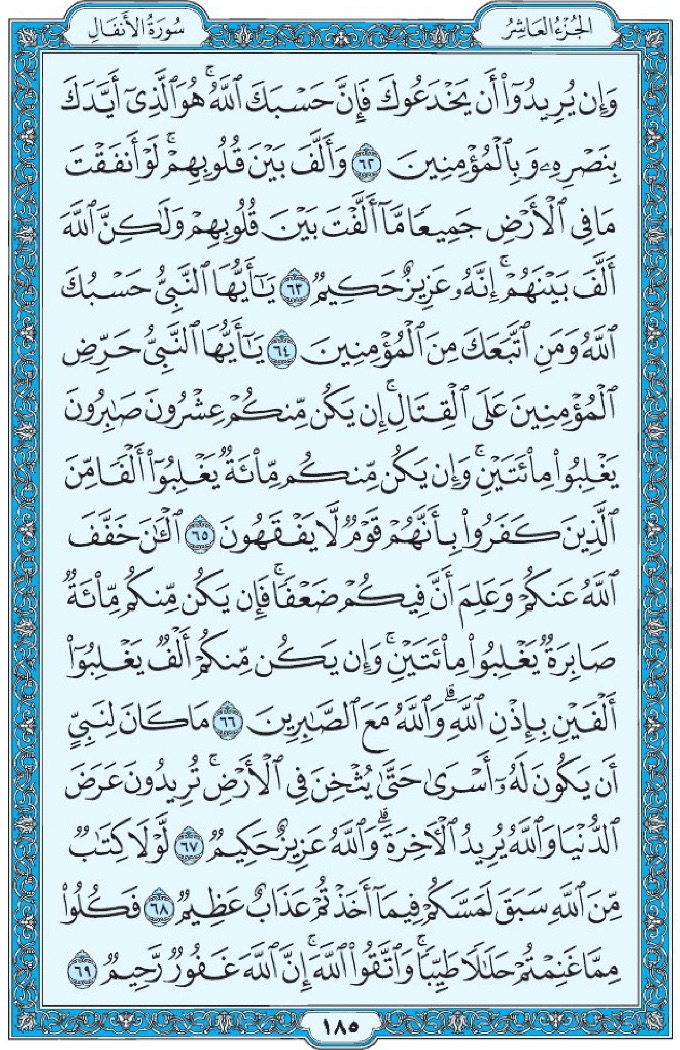 الجُزْءُ العَاشِرُ
سُورَةُ الأَنفَالِ
وَإِن يُرِيدُوٓا۟ أَن يَخْدَعُوكَ فَإِنَّ حَسْبَكَ ٱللَّهُ ۚ هُوَ ٱلَّذِىٓ أَيَّدَكَ
بِنَصْرِهِۦ وَبِٱلْمُؤْمِنِينَ ٦٢ وَأَلَّفَ بَيْنَ قُلُوبِهِمْ ۚ لَوْ أَنفَقْتَ
مَا فِى ٱلْأَرْضِ جَمِيعًا مَّآ أَلَّفْتَ بَيْنَ قُلُوبِهِمْ وَلَـٰكِنَّ ٱللَّهَ
أَلَّفَ بَيْنَهُمْ ۚ إِنَّهُۥ عَزِيزٌ حَكِيمٌ ٦٣ يَـٰٓأَيُّهَا ٱلنَّبِىُّ حَسْبُكَ
ٱللَّهُ وَمَنِ ٱتَّبَعَكَ مِنَ ٱلْمُؤْمِنِينَ ٦٤ يَـٰٓأَيُّهَا ٱلنَّبِىُّ حَرِّضِ
ٱلْمُؤْمِنِينَ عَلَى ٱلْقِتَالِ ۚ إِن يَكُن مِّنكُمْ عِشْرُونَ صَـٰبِرُونَ
يَغْلِبُوا۟ مِا۟ئَتَيْنِ ۚ وَإِن يَكُن مِّنكُم مِّا۟ئَةٌ يَغْلِبُوٓا۟ أَلْفًا مِّنَ
ٱلَّذِينَ كَفَرُوا۟ بِأَنَّهُمْ قَوْمٌ لَّا يَفْقَهُونَ ٦٥ ٱلْـَٔـٰنَ خَفَّفَ
ٱللَّهُ عَنكُمْ وَعَلِمَ أَنَّ فِيكُمْ ضَعْفًا ۚ فَإِن يَكُن مِّنكُم مِّا۟ئَةٌ
صَابِرَةٌ يَغْلِبُوا۟ مِا۟ئَتَيْنِ ۚ وَإِن يَكُن مِّنكُمْ أَلْفٌ يَغْلِبُوٓا۟
أَلْفَيْنِ بِإِذْنِ ٱللَّهِ ۗ وَٱللَّهُ مَعَ ٱلصَّـٰبِرِينَ ٦٦ مَا كَانَ لِنَبِىٍّ
أَن يَكُونَ لَهُۥٓ أَسْرَىٰ حَتَّىٰ يُثْخِنَ فِى ٱلْأَرْضِ ۚ تُرِيدُونَ عَرَضَ
ٱلدُّنْيَا وَٱللَّهُ يُرِيدُ ٱلْـَٔاخِرَةَ ۗ وَٱللَّهُ عَزِيزٌ حَكِيمٌ ٦٧ لَّوْلَا كِتَـٰبٌ
مِّنَ ٱللَّهِ سَبَقَ لَمَسَّكُمْ فِيمَآ أَخَذْتُمْ عَذَابٌ عَظِيمٌ ٦٨ فَكُلُوا۟
مِمَّا غَنِمْتُمْ حَلَـٰلًا طَيِّبًا ۚ وَٱتَّقُوا۟ ٱللَّهَ ۚ إِنَّ ٱللَّهَ غَفُورٌ رَّحِيمٌ ٦٩
١٨٥